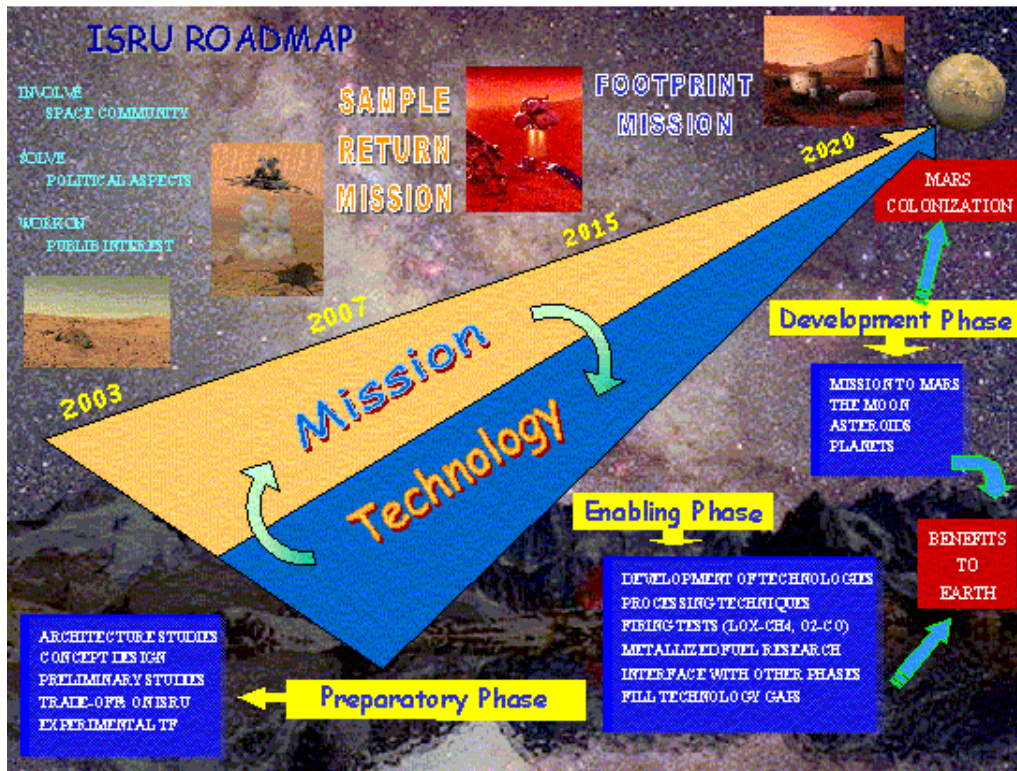 ISRU ROADMAP
INVOLVE
SPACE COMMUNITY
SOLVE
POLITICAL ASPECTS
WORK ON
PUBLIB INTEREST
SAMPLE
RETURN
MISSION
FOOTPRINT
MISSION
2003
2007
2015
2020
Mission
Technology
MARS
COLONIZATION
Development Phase
MISSION TO MARS
THE MOON
ASTEROIDS
PLANETS
Enabling Phase
DEVELOPMENT OF TECHNOLOGIES
PROCESSING TECHNIQUES
FIRING TESTS (LOX-CH4, O2-CO)
METALLIZED FUEL RESEARCH
INTERFACE WITH OTHER PHASES
FILL TECHNOLOGY GAPS
BENEFITS
TO
EARTH
Preparatory Phase
ARCHITECTURE STUDIES
CONCEPT DESIGN
PRELIMINARY STUDIES
TRADE-OFFS ON ISRU
EXPERIMENTAL TF